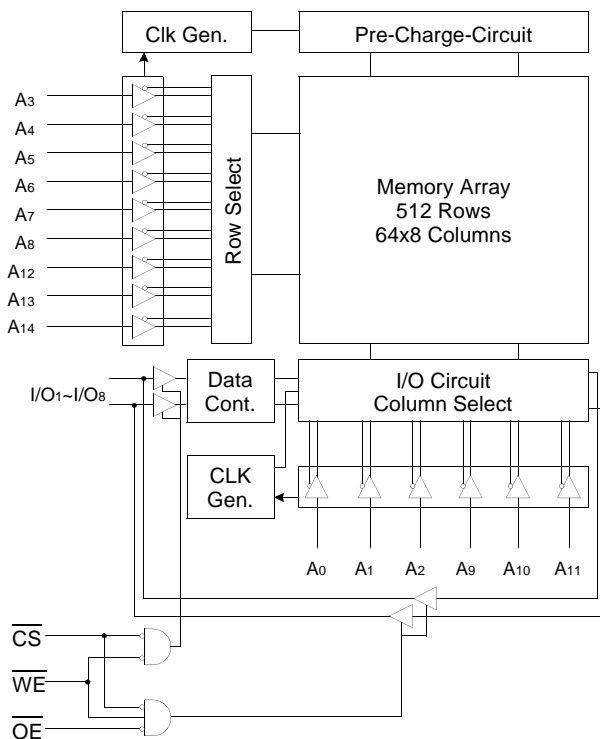 Clk Gen.
Pre-Charge-Circuit
A3
A4
A5
A6
A7
A8
A12
A13
A14
Row Select
Memory Array
512 Rows
64x8 Columns
I/O1~I/O8
Data
Cont.
I/O Circuit
Column Select
CLK
Gen.
A0 A1 A2 A9 A10 A11
CS
WE
OE